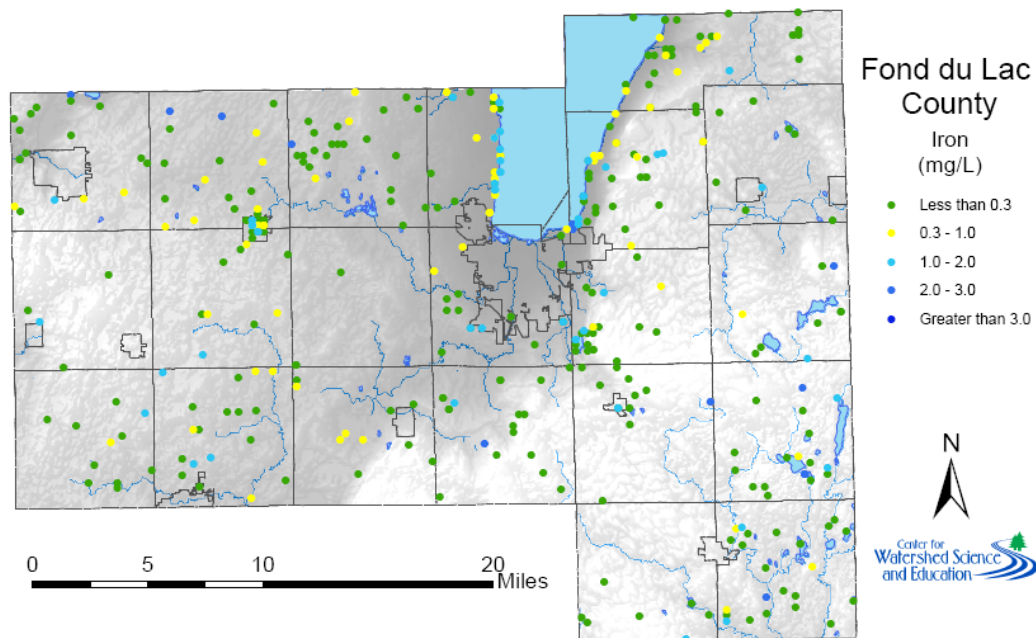 Fond du Lac
County
Iron
(mg/L)
Less than 0.3
0.3 - 1.0
1.0 - 2.0
2.0 - 3.0
Greater than 3.0
N
Center for
Watershed Science
and Education
0 5 10 20
Miles